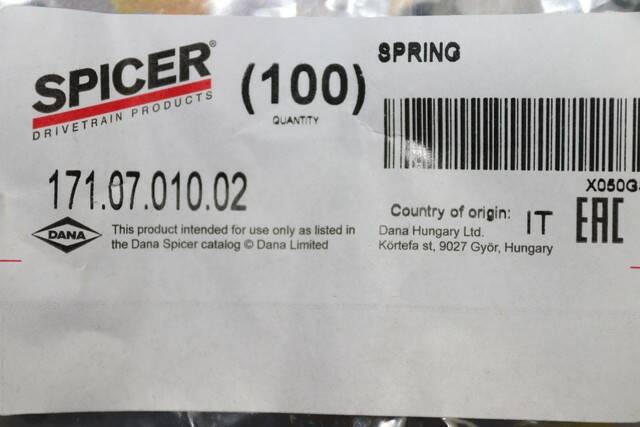 SPICER®
DRIVETRAIN PRODUCTS
(100)
QUANTITY
SPRING
171.07.010.02
DANA
This product intended for use only as listed in
the Dana Spicer catalog © Dana Limited
Country of origin: IT
Dana Hungary Ltd.
Körtefa st, 9027 Győr, Hungary
EAC